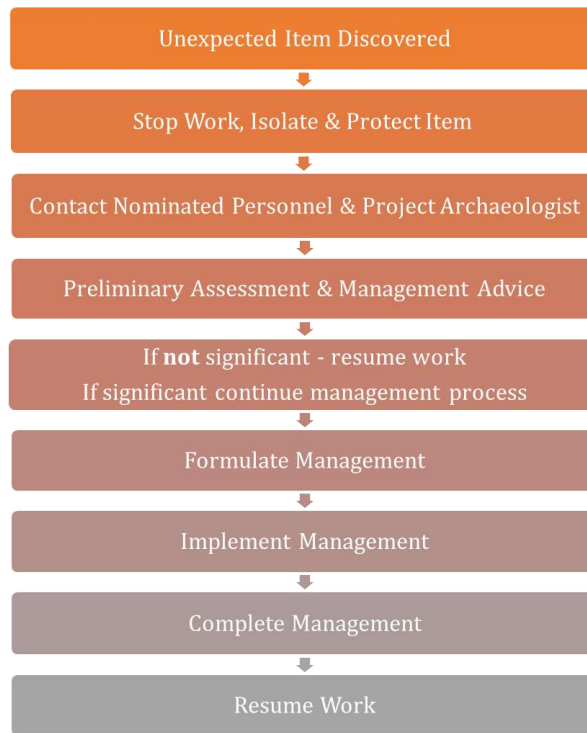 Unexpected Item Discovered
Stop Work, Isolate & Protect Item
Contact Nominated Personnel & Project Archaeologist
Preliminary Assessment & Management Advice
If not significant - resume work
If significant continue management process
Formulate Management
Implement Management
Complete Management
Resume Work